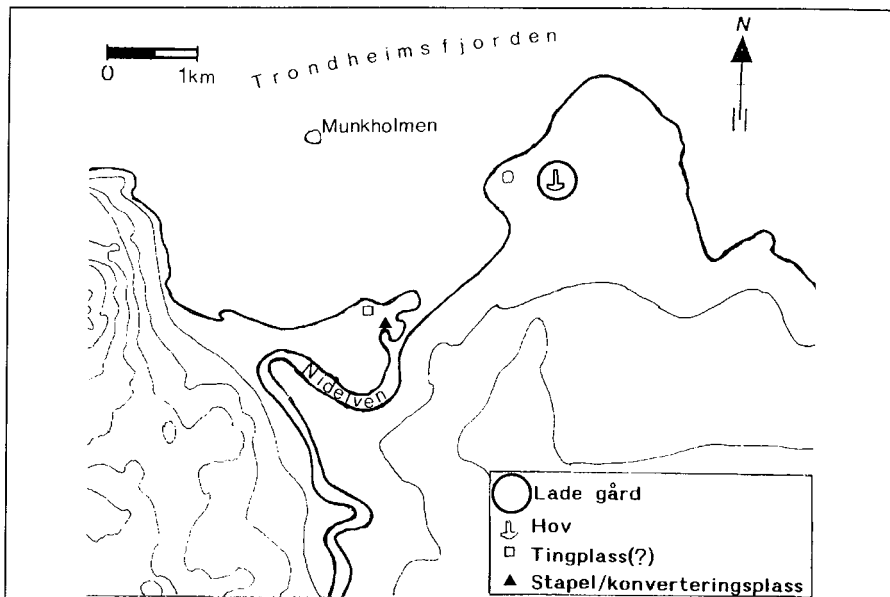 Trondheimsfjorden
N
0 1km
Munkholmen
Nidelven
Lade gård
Hov
Tingplass(?)
Stapel/konverteringsplass